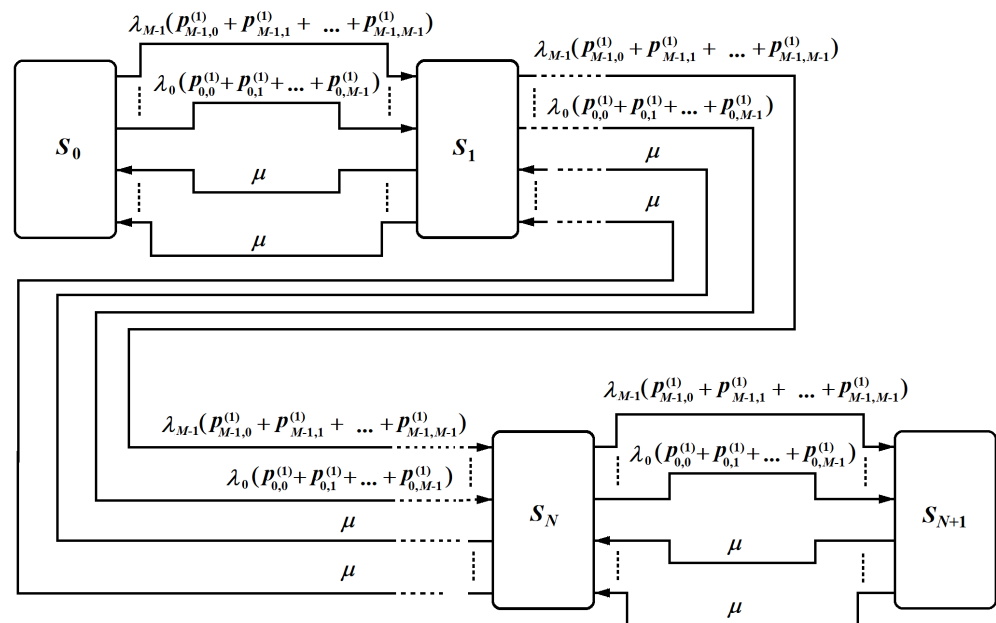 λ_{M-1}(p^{(1)}_{M-1,0} + p^{(1)}_{M-1,1} + ... + p^{(1)}_{M-1,M-1})
λ_0(p^{(1)}_{0,0} + p^{(1)}_{0,1} + ... + p^{(1)}_{0,M-1})
S_0
μ
μ
S_1
λ_{M-1}(p^{(1)}_{M-1,0} + p^{(1)}_{M-1,1} + ... + p^{(1)}_{M-1,M-1})
λ_0(p^{(1)}_{0,0} + p^{(1)}_{0,1} + ... + p^{(1)}_{0,M-1})
μ
μ
λ_{M-1}(p^{(1)}_{M-1,0} + p^{(1)}_{M-1,1} + ... + p^{(1)}_{M-1,M-1})
λ_0(p^{(1)}_{0,0} + p^{(1)}_{0,1} + ... + p^{(1)}_{0,M-1})
μ
μ
S_N
λ_{M-1}(p^{(1)}_{M-1,0} + p^{(1)}_{M-1,1} + ... + p^{(1)}_{M-1,M-1})
λ_0(p^{(1)}_{0,0} + p^{(1)}_{0,1} + ... + p^{(1)}_{0,M-1})
μ
μ
S_{N+1}